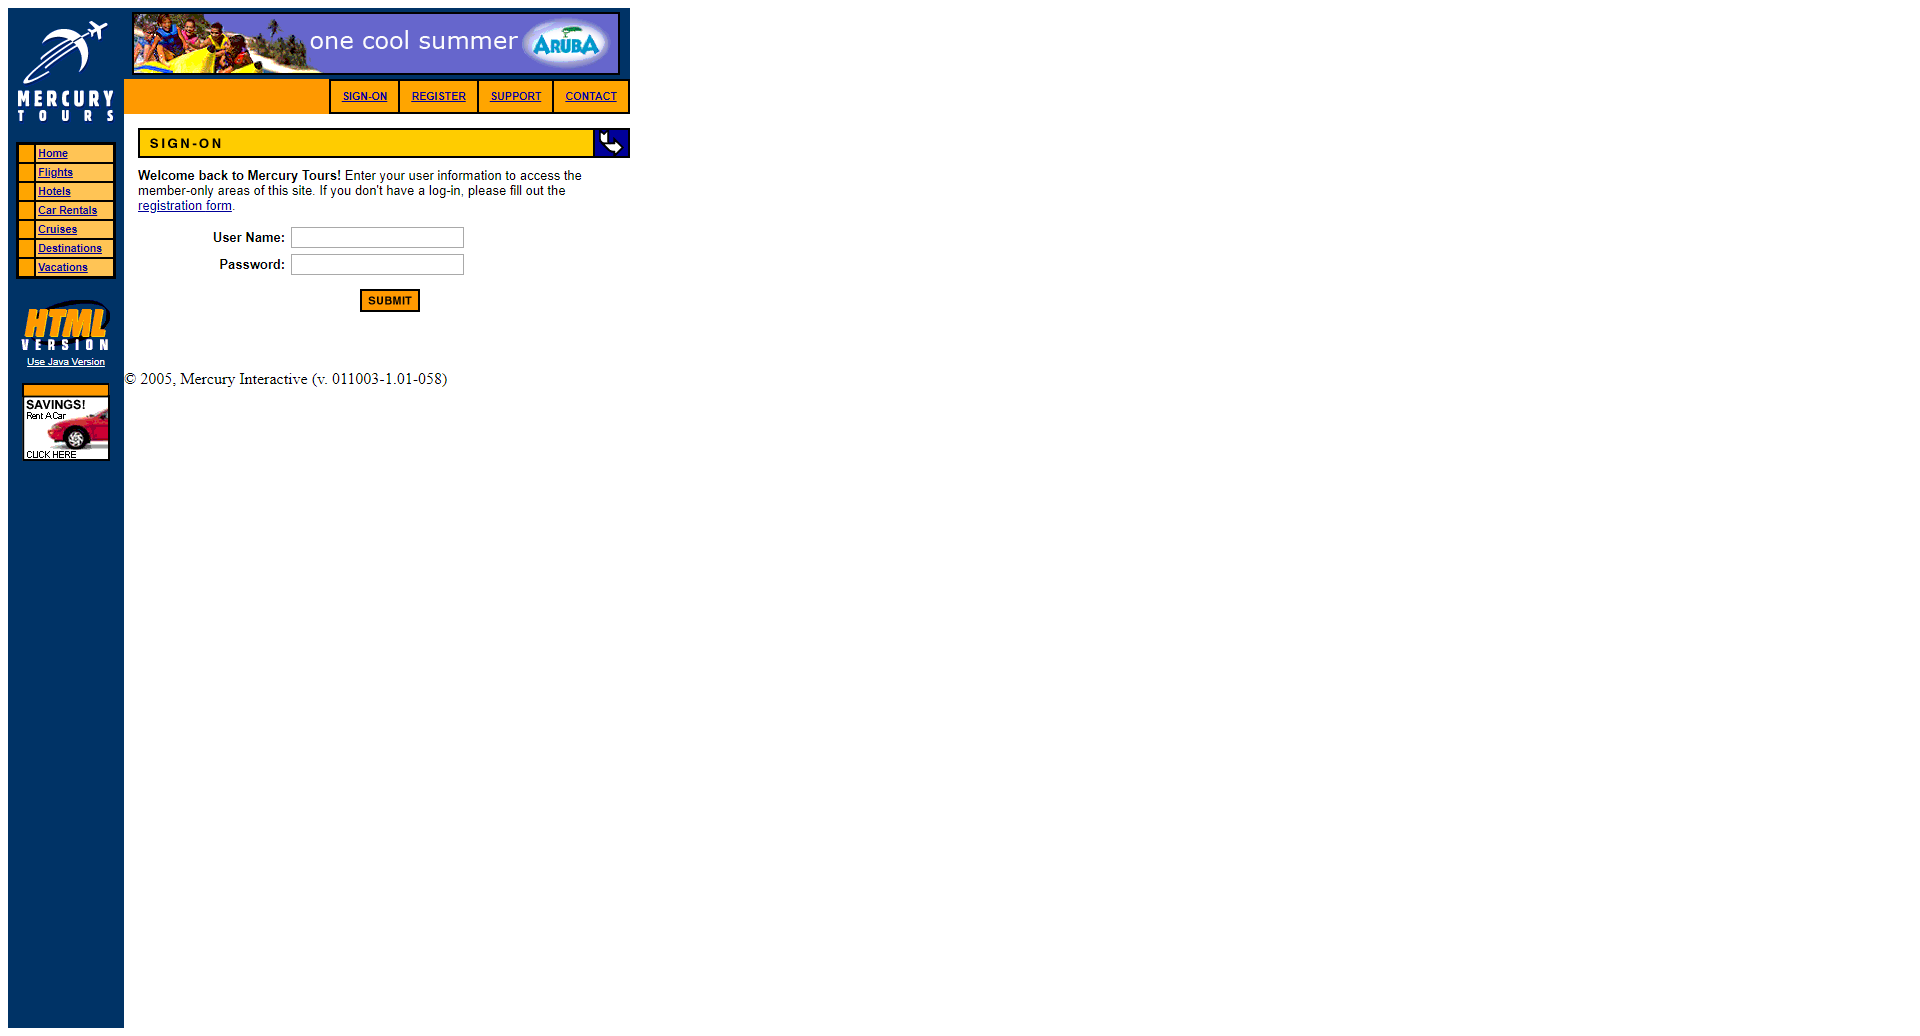 MERCURY
TOURS
one cool summer
ARUBA
SIGN-ON
REGISTER
SUPPORT
CONTACT
Home
Flights
Hotels
Car Rentals
Cruises
Destinations
Vacations
HTML
VERSION
Use Java Version
SAVINGS!
Rent A Car
CLICK HERE
SIGN-ON
Welcome back to Mercury Tours! Enter your user information to access the
member-only areas of this site. If you don't have a log-in, please fill out the
registration form.
User Name:
Password:
SUBMIT
© 2005, Mercury Interactive (v. 011003-1.01-058)